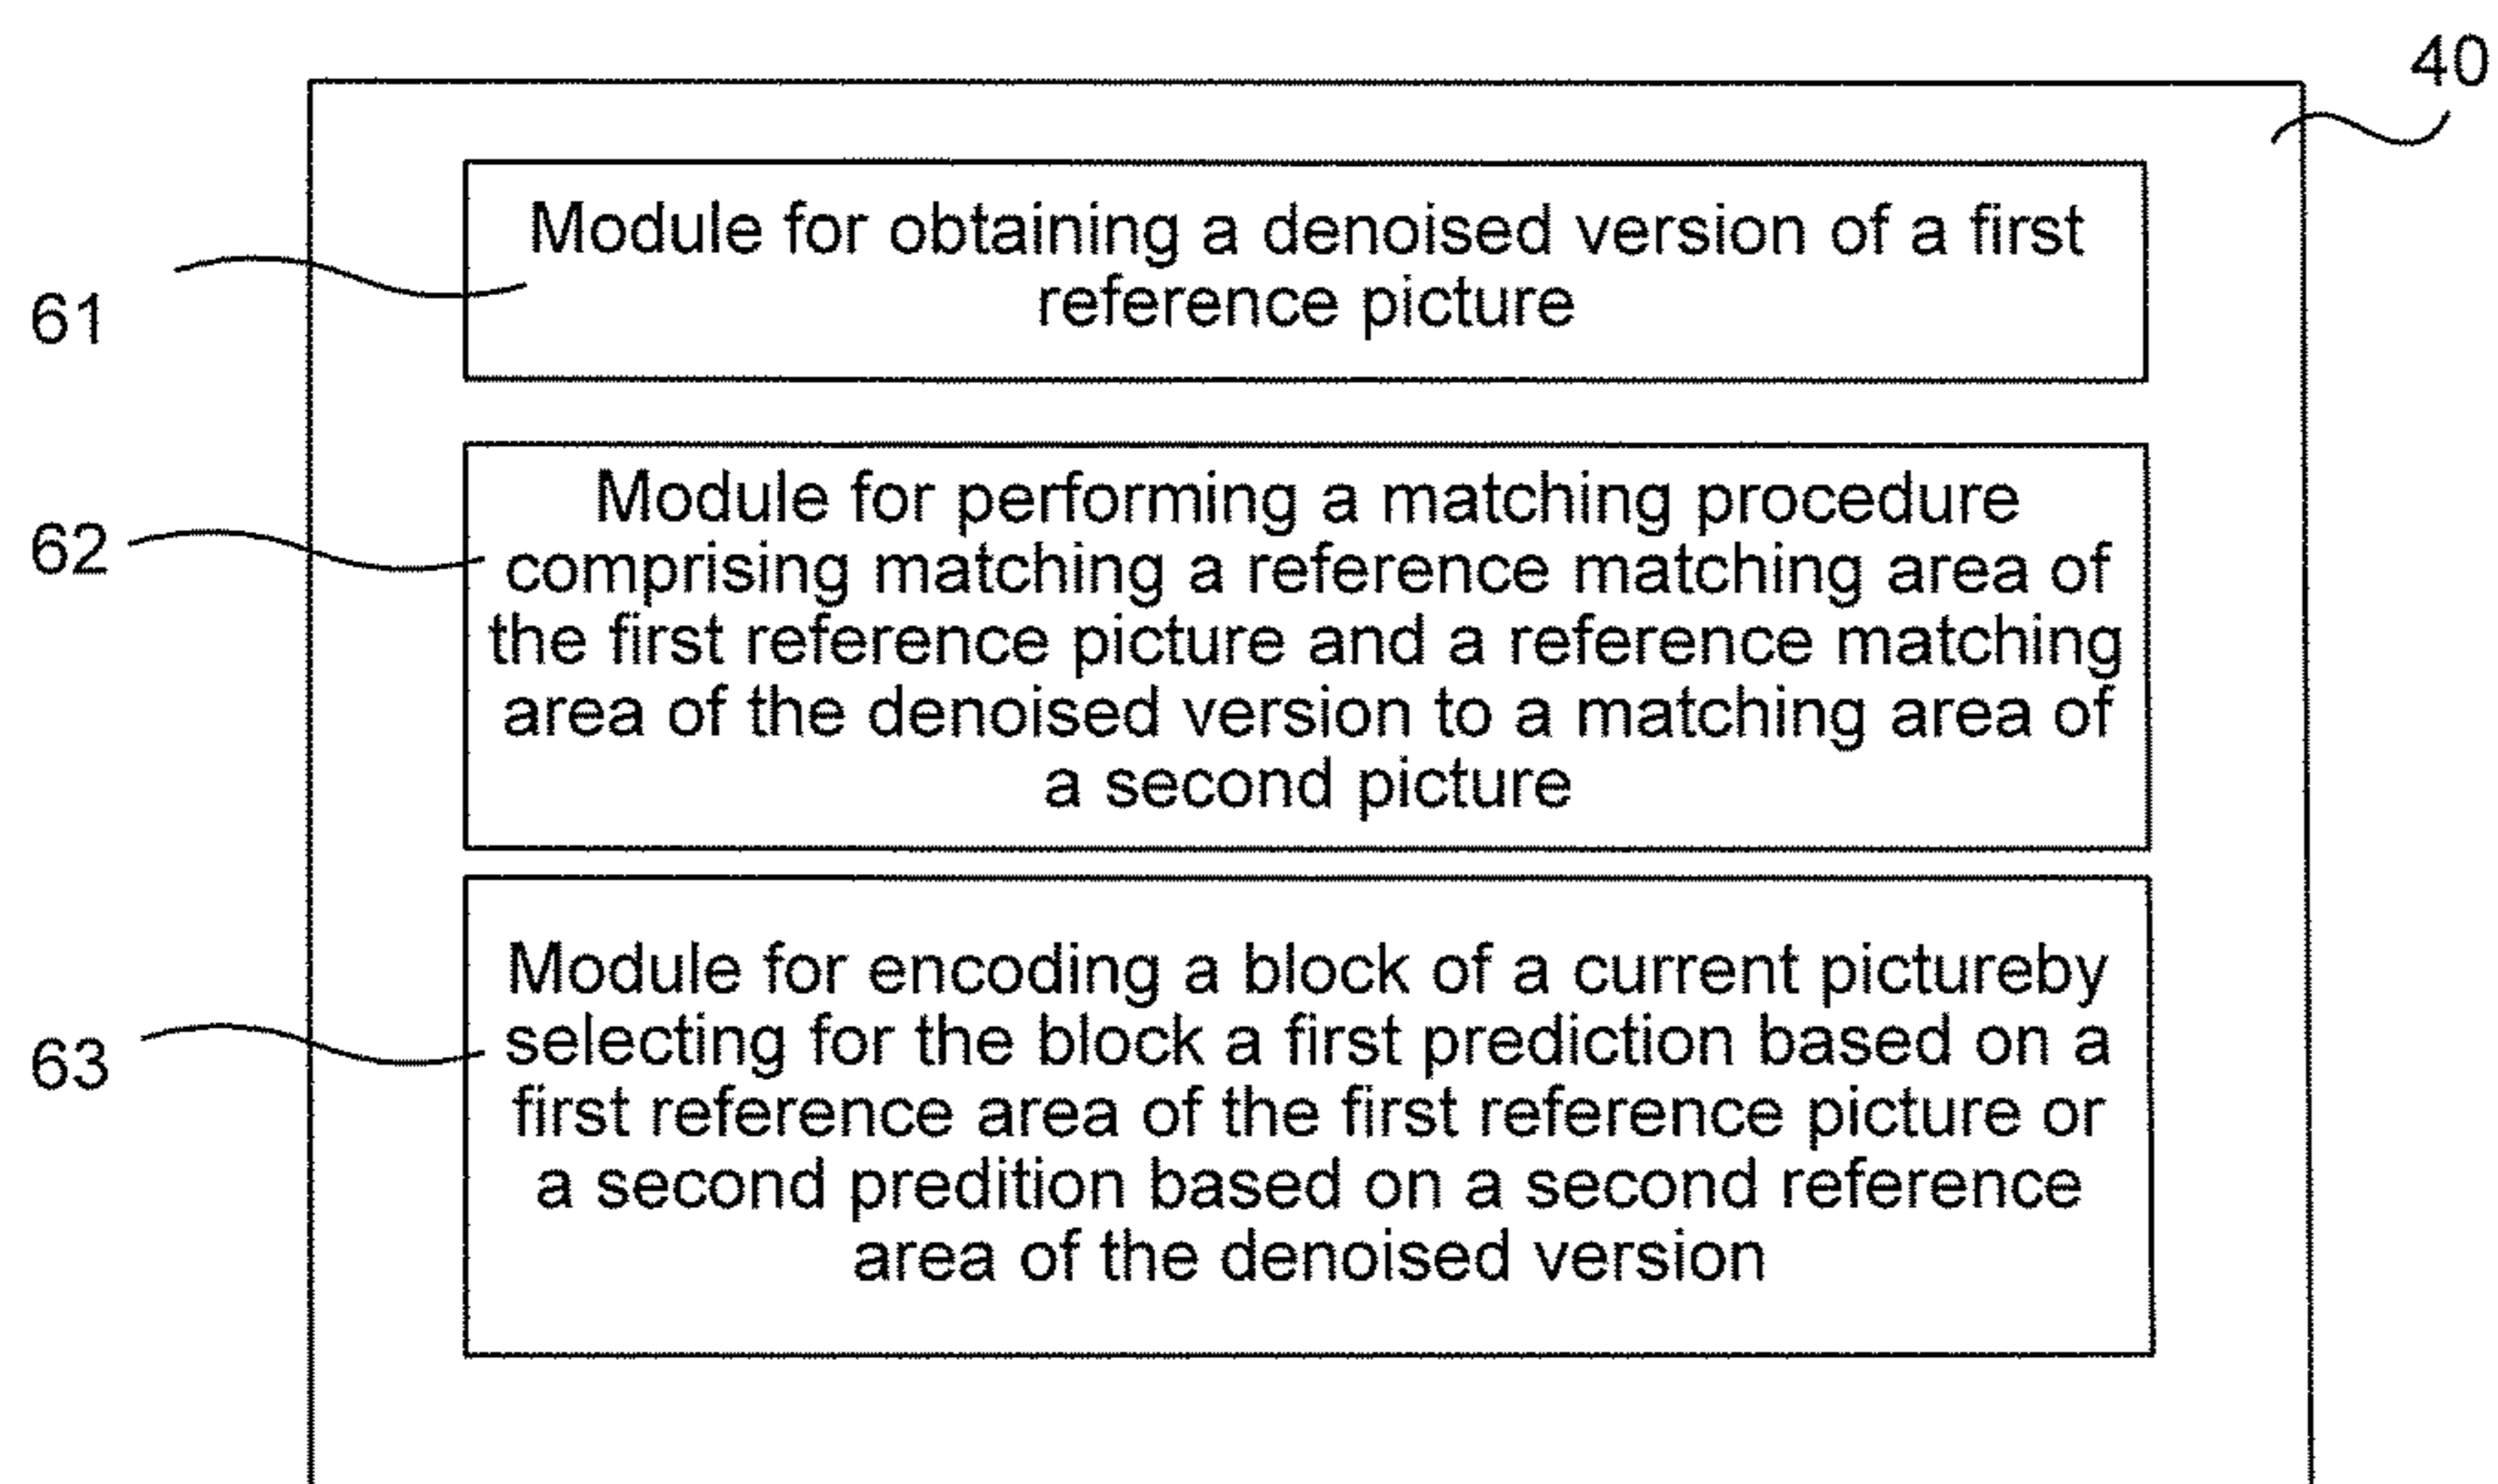 40
Module for obtaining a denoised version of a first
reference picture
61
Module for performing a matching procedure
comprising matching a reference matching area of
the first reference picture and a reference matching
area of the denoised version to a matching area of
a second picture
62
Module for encoding a block of a current pictureby
selecting for the block a first prediction based on a
first reference area of the first reference picture or
a second predition based on a second reference
area of the denoised version
63